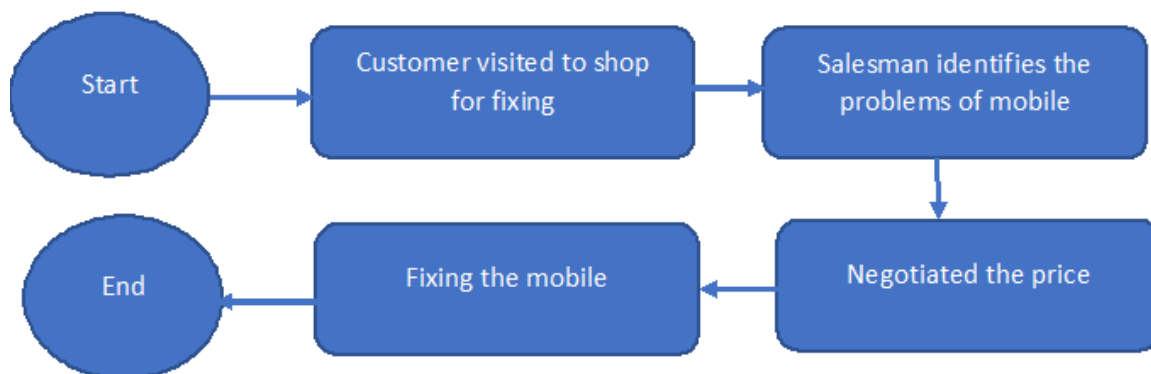 Start
Customer visited to shop
for fixing
Salesman identifies the
problems of mobile
Negotiated the price
Fixing the mobile
End